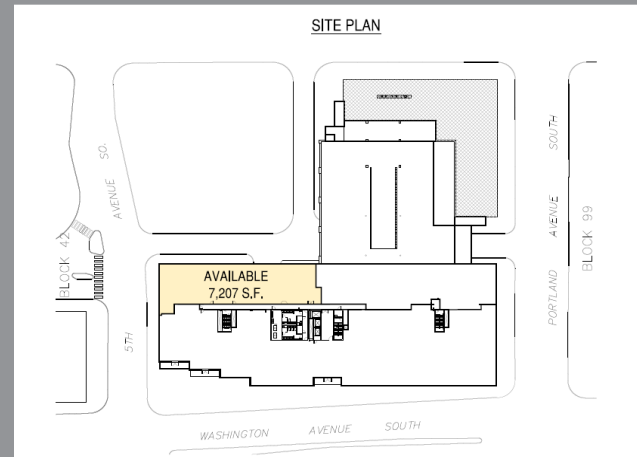 SITE PLAN
AVENUE SO.
5TH
BLOCK 42
AVAILABLE
7,207 S.F.
PORTLAND AVENUE SOUTH
BLOCK 99
WASHINGTON AVENUE SOUTH